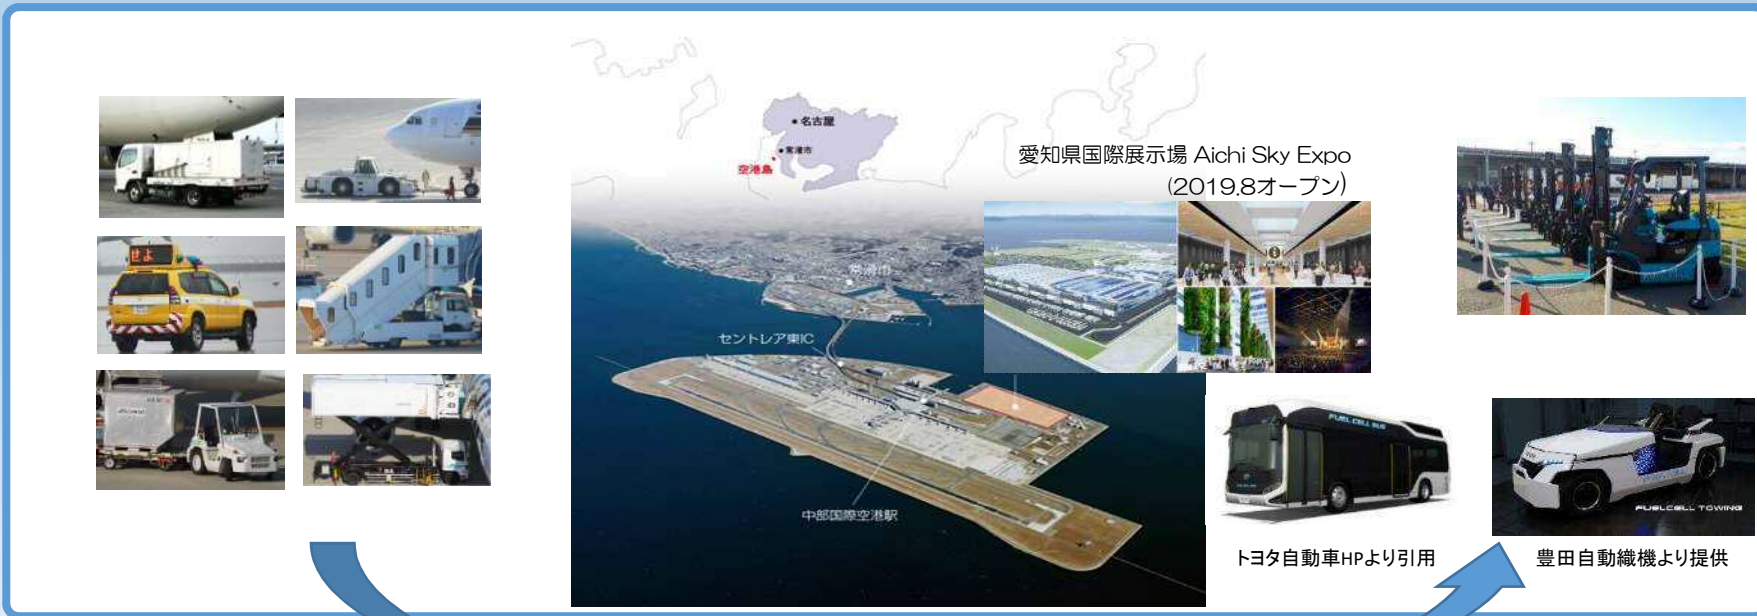 名古屋
常滑市
空港島
愛知県国際展示場 Aichi Sky Expo
(2019.8オープン)
せよ
常滑市
セントレア東IC
中部国際空港駅
FUEL CELL BUS
FUELCELL TOWING
トヨタ自動車HPより引用
豊田自動織機より提供